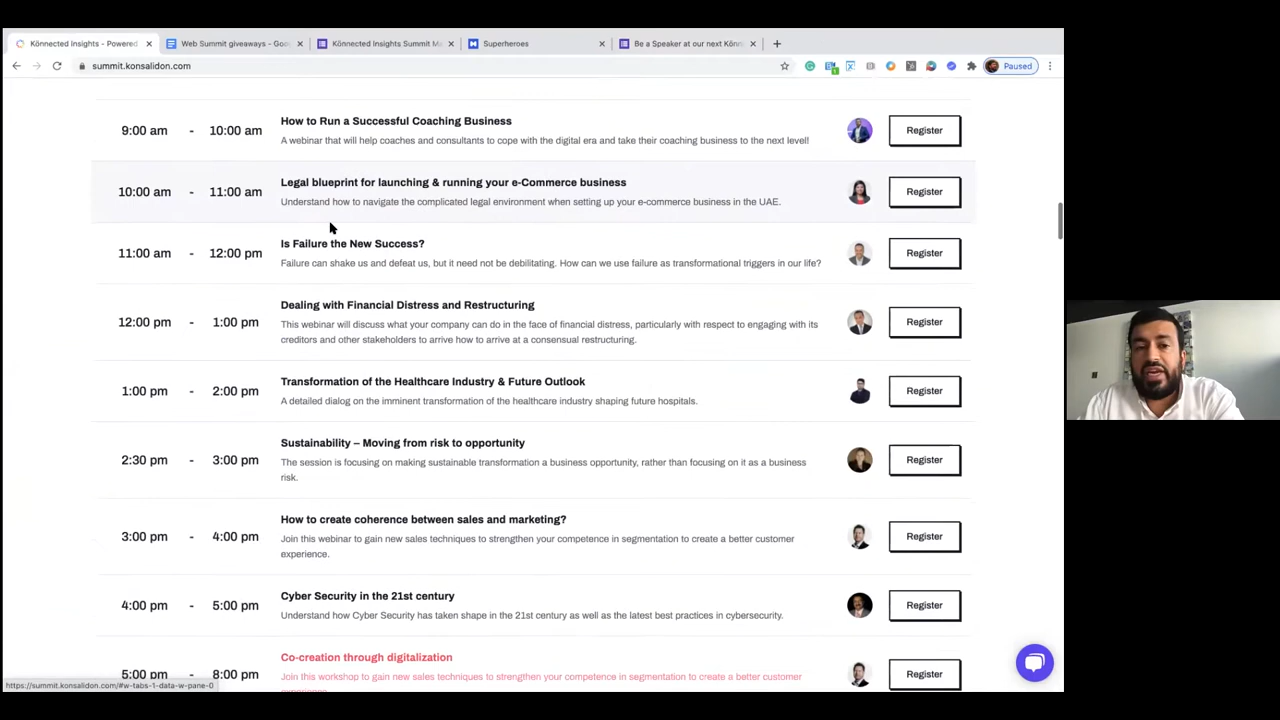 Könnected Insights - Powered
Web Summit giveaways - Goo
Könnected Insights Summit Ma
Superheroes
Be a Speaker at our next Könn
summit.konsalidon.com
Paused
9:00 am - 10:00 am How to Run a Successful Coaching Business Register
A webinar that will help coaches and consultants to cope with the digital era and take their coaching business to the next level!
10:00 am - 11:00 am Legal blueprint for launching & running your e-Commerce business Register
Understand how to navigate the complicated legal environment when setting up your e-commerce business in the UAE.
11:00 am - 12:00 pm Is Failure the New Success? Register
Failure can shake us and defeat us, but it need not be debilitating. How can we use failure as transformational triggers in our life?
12:00 pm - 1:00 pm Dealing with Financial Distress and Restructuring Register
This webinar will discuss what your company can do in the face of financial distress, particularly with respect to engaging with its
creditors and other stakeholders to arrive how to arrive at a consensual restructuring.
1:00 pm - 2:00 pm Transformation of the Healthcare Industry & Future Outlook Register
A detailed dialog on the imminent transformation of the healthcare industry shaping future hospitals.
2:30 pm - 3:00 pm Sustainability – Moving from risk to opportunity Register
The session is focusing on making sustainable transformation a business opportunity, rather than focusing on it as a business
risk.
3:00 pm - 4:00 pm How to create coherence between sales and marketing? Register
Join this webinar to gain new sales techniques to strengthen your competence in segmentation to create a better customer
experience.
4:00 pm - 5:00 pm Cyber Security in the 21st century Register
Understand how Cyber Security has taken shape in the 21st century as well as the latest best practices in cybersecurity.
5:00 pm - 8:00 pm Co-creation through digitalization Register
Join this workshop to gain new sales techniques to strengthen your competence in segmentation to create a better customer
https://summit.konsalidon.com/#w-tabs-1-data-w-pane-0